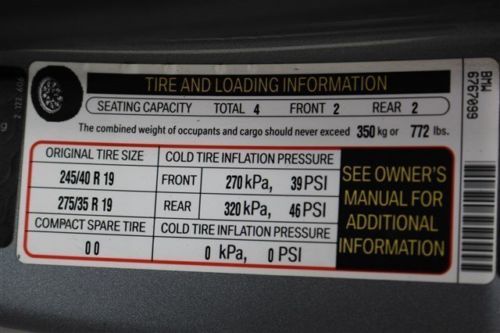 TIRE AND LOADING INFORMATION
SEATING CAPACITY TOTAL 4 FRONT 2 REAR 2
The combined weight of occupants and cargo should never exceed 350 kg or 772 lbs.
ORIGINAL TIRE SIZE COLD TIRE INFLATION PRESSURE
245/40 R 19 FRONT 270 kPa, 39 PSI
275/35 R 19 REAR 320 kPa, 46 PSI
COMPACT SPARE TIRE COLD TIRE INFLATION PRESSURE
0 0 0 kPa, 0 PSI
SEE OWNER'S
MANUAL FOR
ADDITIONAL
INFORMATION
BMW
6767099